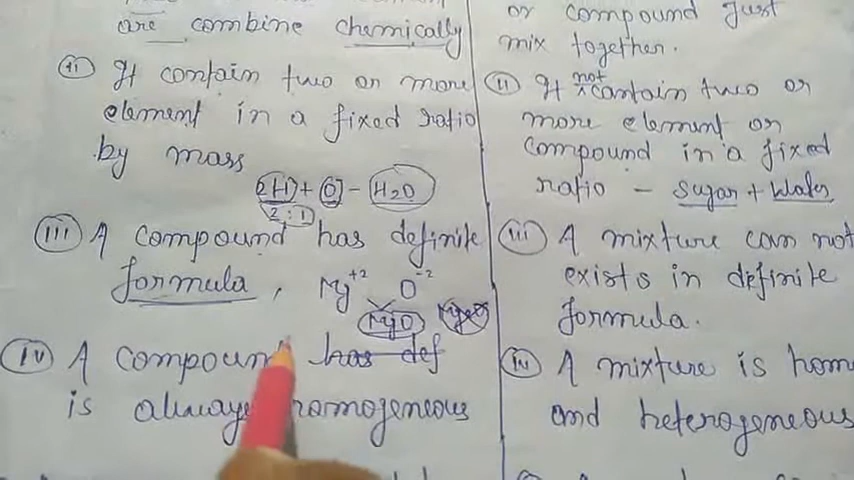 are combine chemically
(ii) It contain two or more
element in a fixed ratio
by mass
2H + O - H₂O
2 : 1
(iii) A compound has definite
formula, Mg+2 O-2
MgO
(iv) A compound has def
is always homogeneous
or compound just
mix together.
(ii) It not contain two or
more element or
compound in a fixed
ratio - sugar + water
(iii) A mixture can not
exists in definite
formula.
(iv) A mixture is hom
and heterogeneous